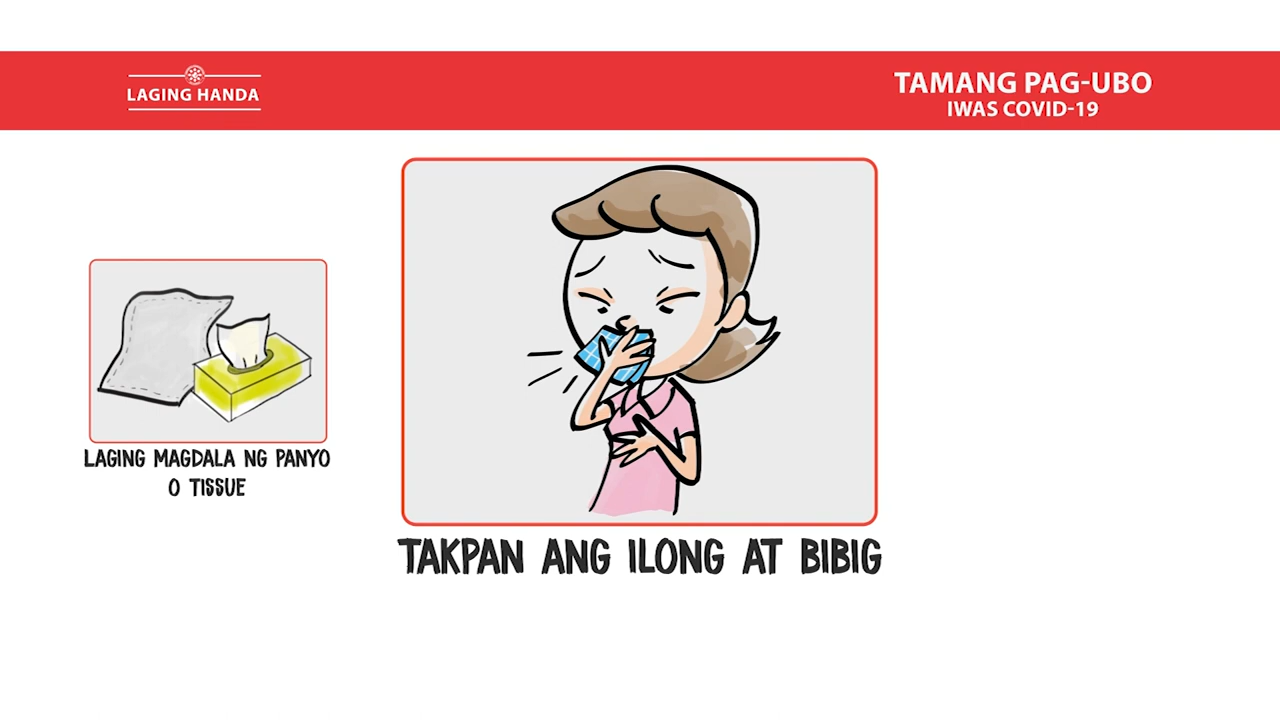 LAGING HANDA
TAMANG PAG-UBO
IWAS COVID-19
LAGING MAGDALA NG PANYO
O TISSUE
TAKPAN ANG ILONG AT BIBIG